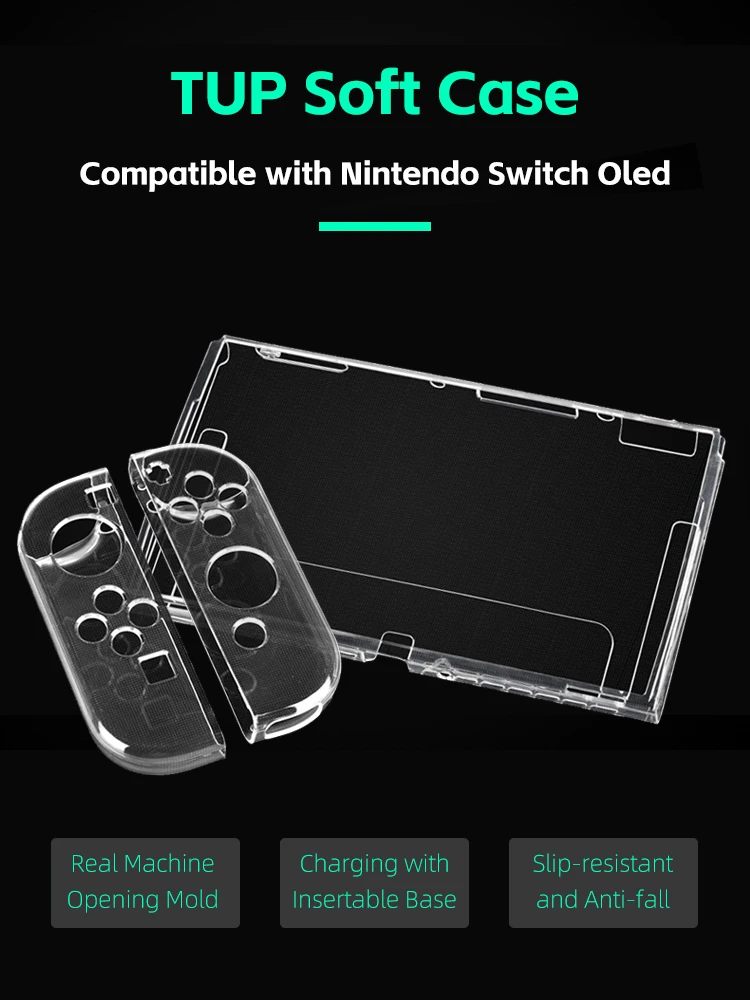 TUP Soft Case
Compatible with Nintendo Switch Oled
Real Machine
Opening Mold
Charging with
Insertable Base
Slip-resistant
and Anti-fall